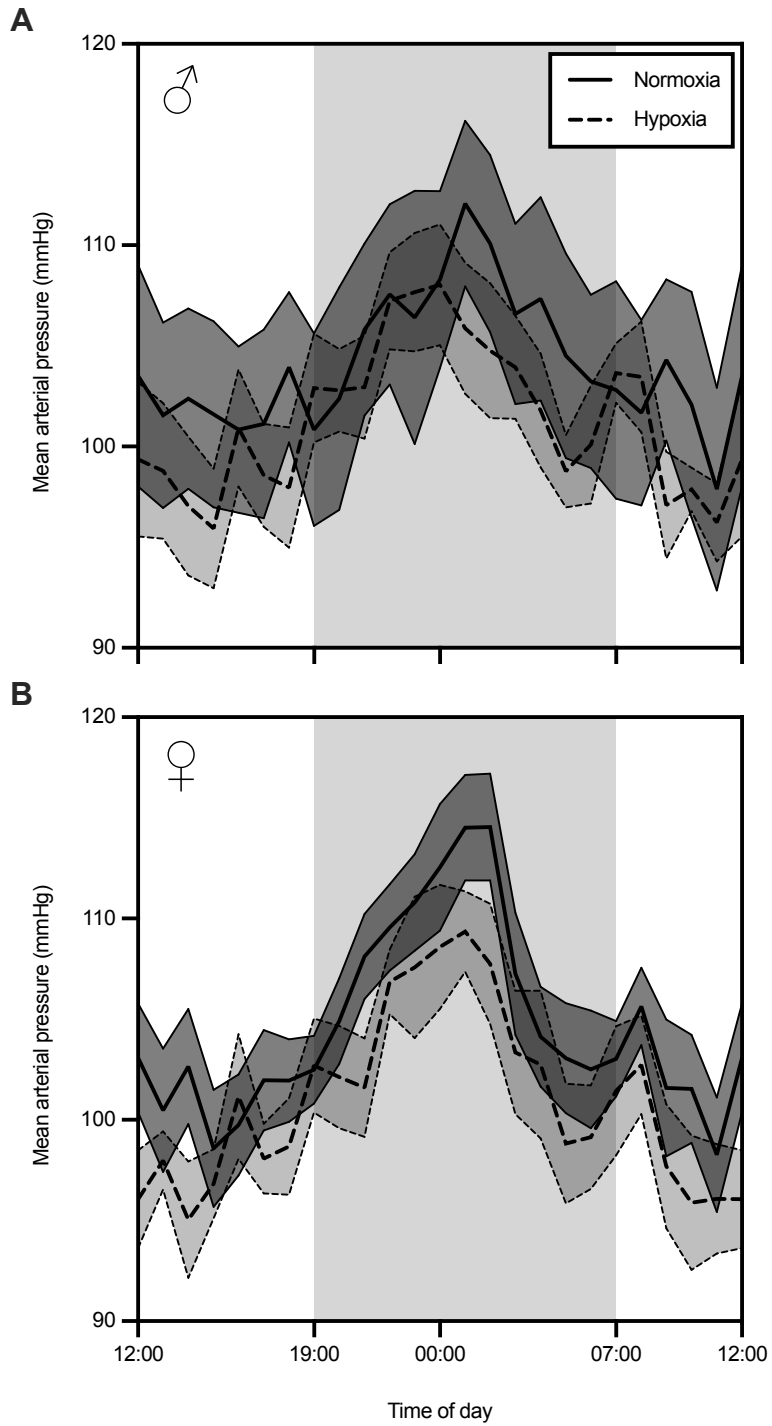 A
120
♂
Normoxia
Hypoxia
110
Mean arterial pressure (mmHg)
100
90
B
120
♀
110
Mean arterial pressure (mmHg)
100
90
12:00 19:00 00:00 07:00 12:00
Time of day